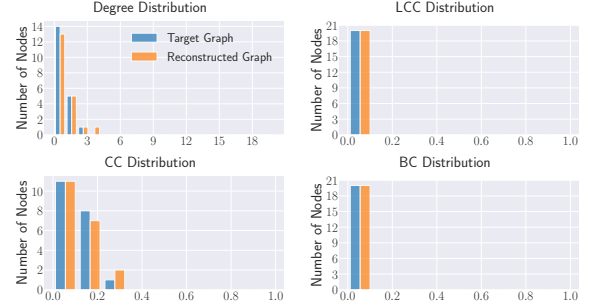 Degree Distribution
Number of Nodes
14
12
10
8
6
4
2
0
0 3 6 9 12 15 18
Target Graph
Reconstructed Graph
LCC Distribution
Number of Nodes
21
18
15
12
9
6
3
0
0.0 0.2 0.4 0.6 0.8 1.0
CC Distribution
Number of Nodes
10
8
6
4
2
0
0.0 0.2 0.4 0.6 0.8 1.0
BC Distribution
Number of Nodes
21
18
15
12
9
6
3
0
0.0 0.2 0.4 0.6 0.8 1.0